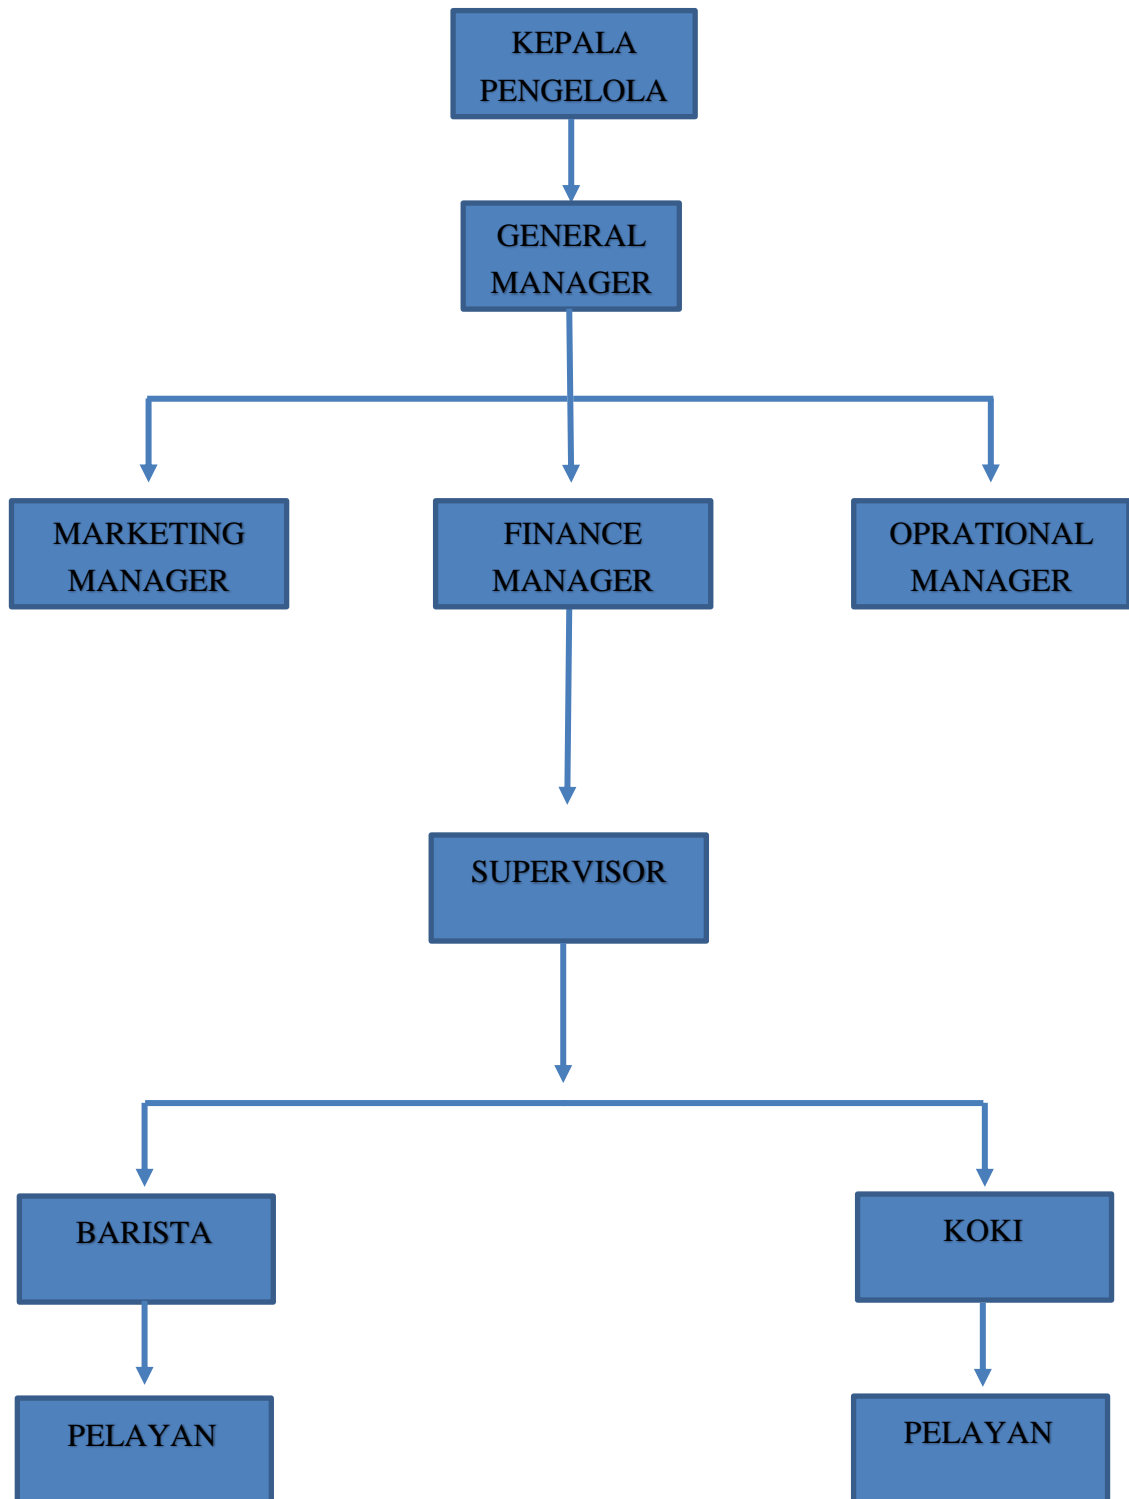 KEPALA
PENGELOLA
GENERAL
MANAGER
MARKETING
MANAGER
FINANCE
MANAGER
OPRATIONAL
MANAGER
SUPERVISOR
BARISTA
KOKI
PELAYAN
PELAYAN